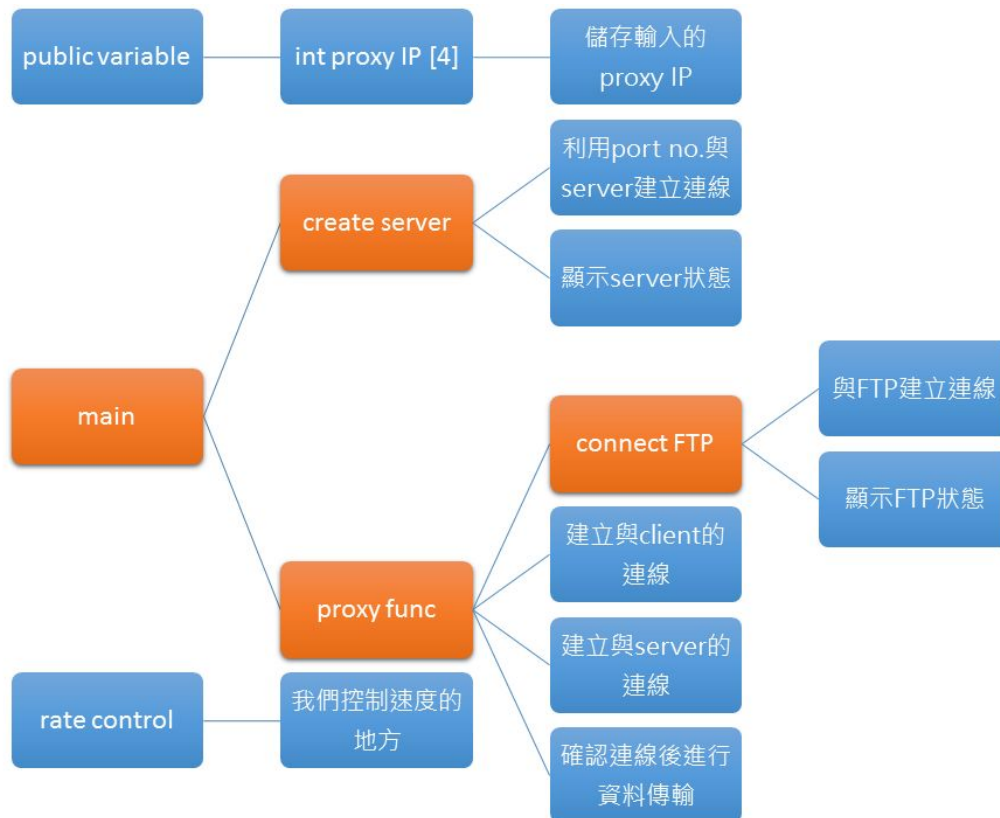 public variable
int proxy IP [4]
儲存輸入的
proxy IP
main
create server
利用port no.與
server建立連線
顯示server狀態
proxy func
connect FTP
與FTP建立連線
顯示FTP狀態
建立與client的
連線
建立與server的
連線
確認連線後進行
資料傳輸
rate control
我們控制速度的
地方